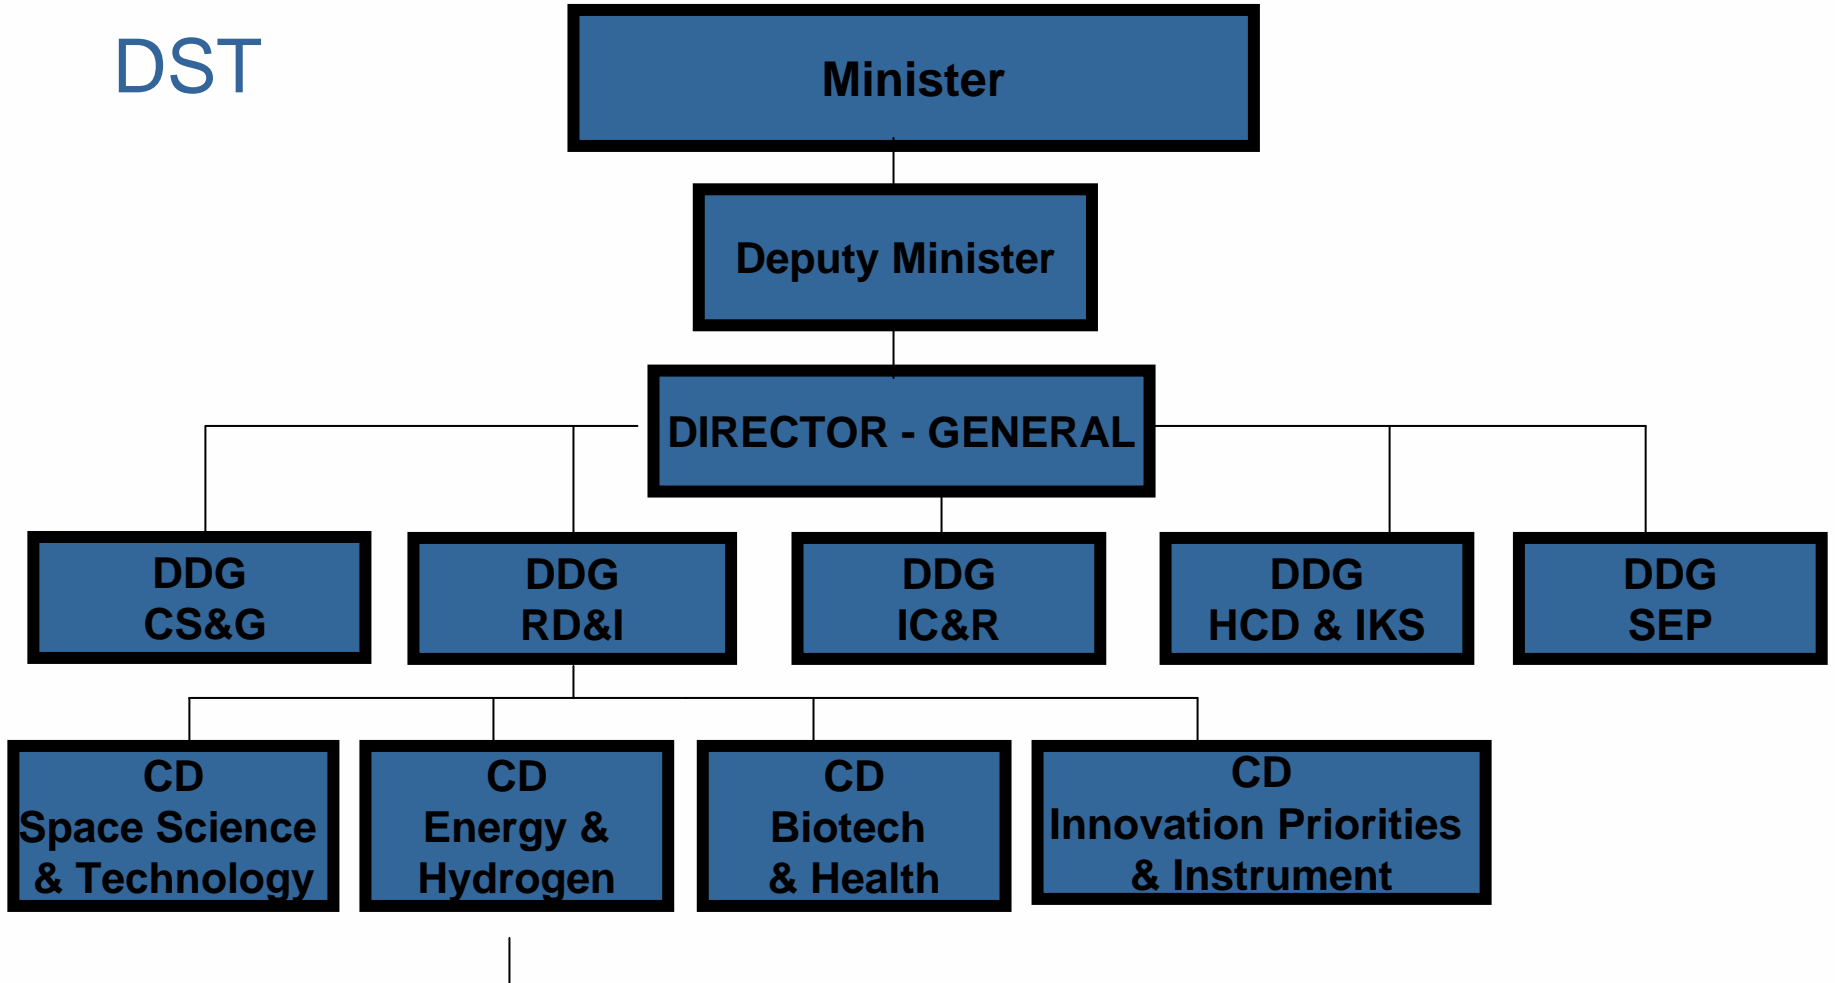 DST
Minister
Deputy Minister
DIRECTOR - GENERAL
DDG
CS&G
DDG
RD&I
DDG
IC&R
DDG
HCD & IKS
DDG
SEP
CD
Space Science
& Technology
CD
Energy &
Hydrogen
CD
Biotech
& Health
CD
Innovation Priorities
& Instrument